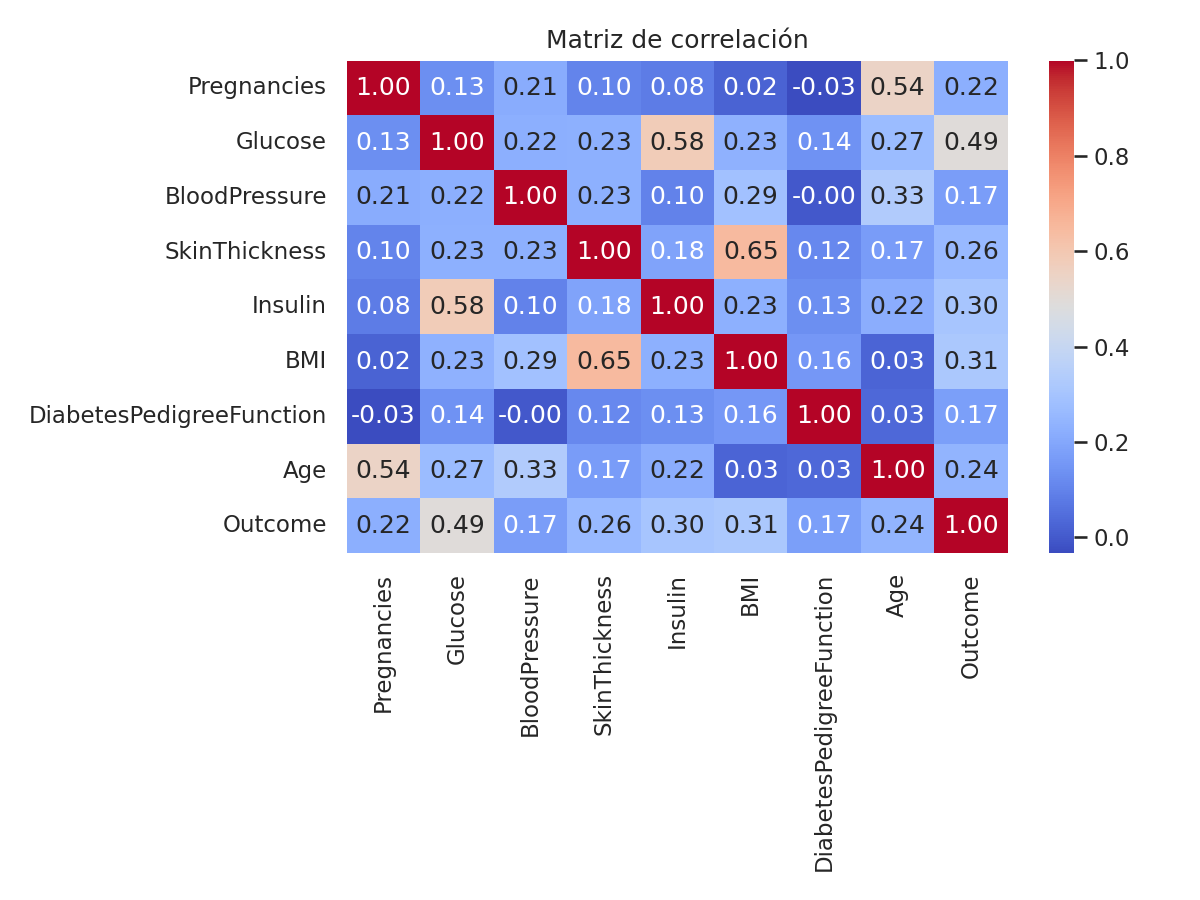 Matriz de correlación
Pregnancies 1.00 0.13 0.21 0.10 0.08 0.02 -0.03 0.54 0.22
Glucose 0.13 1.00 0.22 0.23 0.58 0.23 0.14 0.27 0.49
BloodPressure 0.21 0.22 1.00 0.23 0.10 0.29 -0.00 0.33 0.17
SkinThickness 0.10 0.23 0.23 1.00 0.18 0.65 0.12 0.17 0.26
Insulin 0.08 0.58 0.10 0.18 1.00 0.23 0.13 0.22 0.30
BMI 0.02 0.23 0.29 0.65 0.23 1.00 0.16 0.03 0.31
DiabetesPedigreeFunction -0.03 0.14 -0.00 0.12 0.13 0.16 1.00 0.03 0.17
Age 0.54 0.27 0.33 0.17 0.22 0.03 0.03 1.00 0.24
Outcome 0.22 0.49 0.17 0.26 0.30 0.31 0.17 0.24 1.00
Pregnancies
Glucose
BloodPressure
SkinThickness
Insulin
BMI
DiabetesPedigreeFunction
Age
Outcome
1.0
0.8
0.6
0.4
0.2
0.0